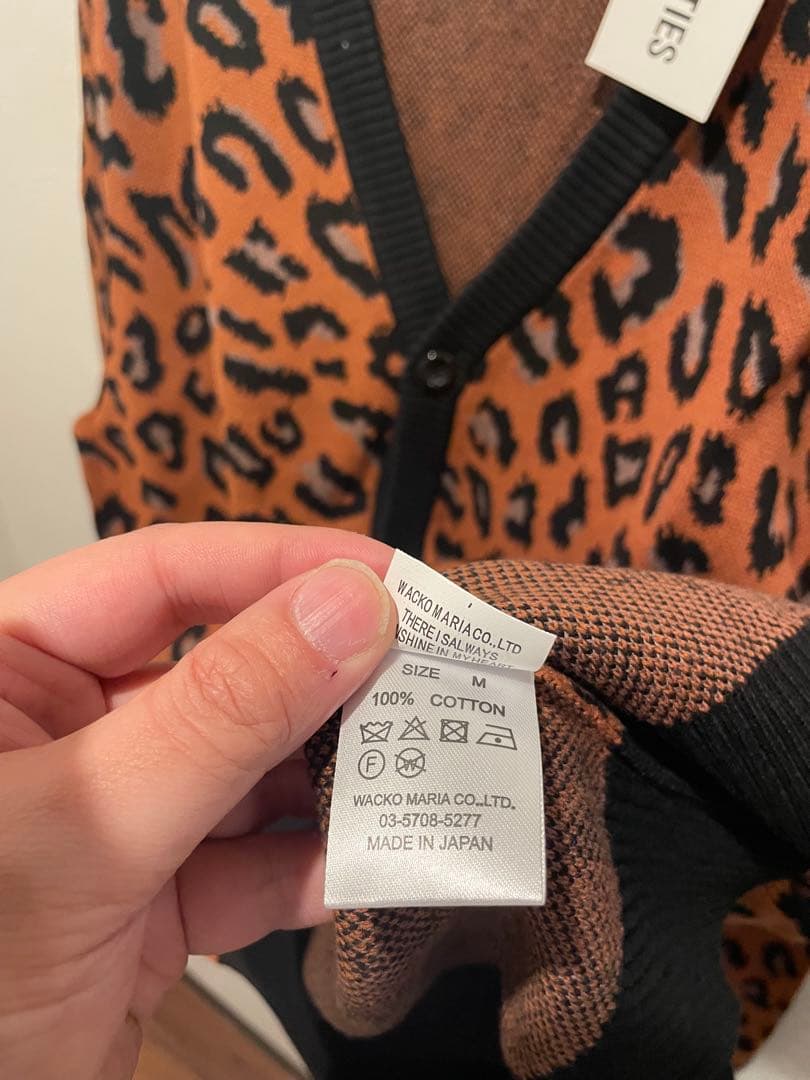 TIES
WACKO MARIA CO.,LTD
THERE IS ALWAYS
NSHINE IN MY HEART
SIZE M
100% COTTON
F W
WACKO MARIA CO.,LTD.
03-5708-5277
MADE IN JAPAN